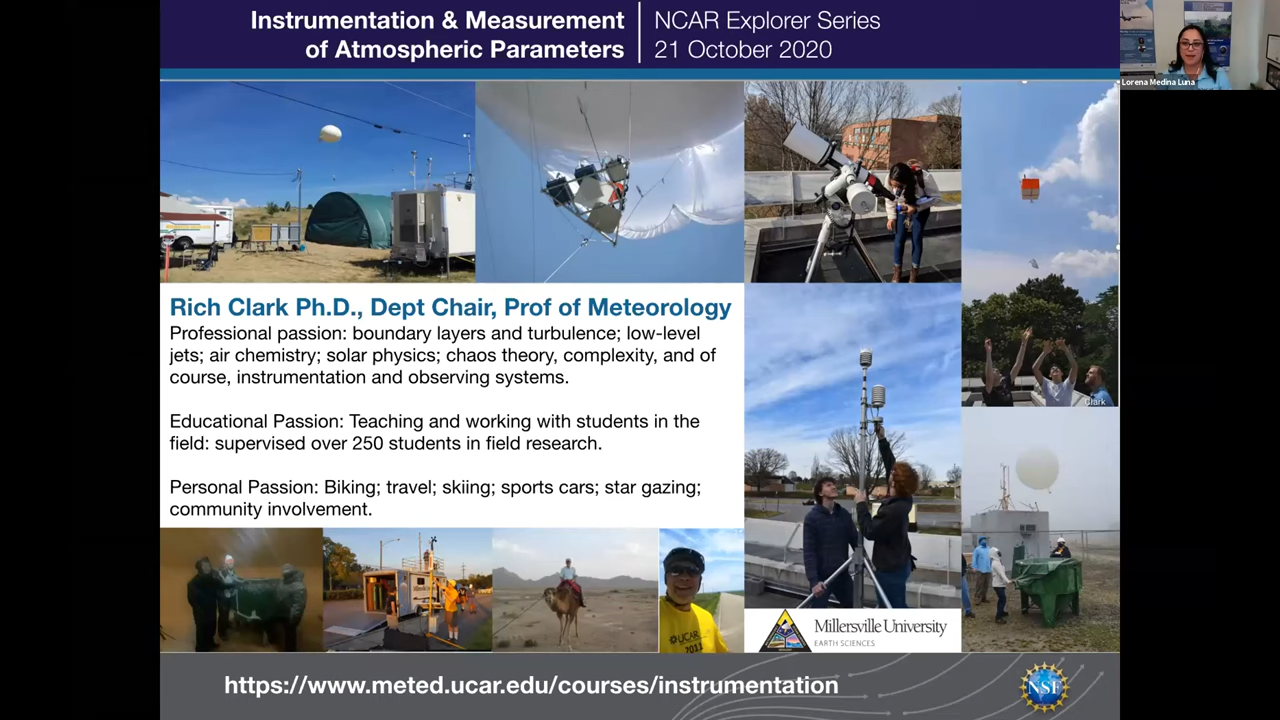 Instrumentation & Measurement
of Atmospheric Parameters
NCAR Explorer Series
21 October 2020
Lorena Medina Luna
Rich Clark Ph.D., Dept Chair, Prof of Meteorology
Professional passion: boundary layers and turbulence; low-level
jets; air chemistry; solar physics; chaos theory, complexity, and of
course, instrumentation and observing systems.
Educational Passion: Teaching and working with students in the
field: supervised over 250 students in field research.
Personal Passion: Biking; travel; skiing; sports cars; star gazing;
community involvement.
Clark
UCAR
2011
Millersville University
EARTH SCIENCES
https://www.meted.ucar.edu/courses/instrumentation
NSF